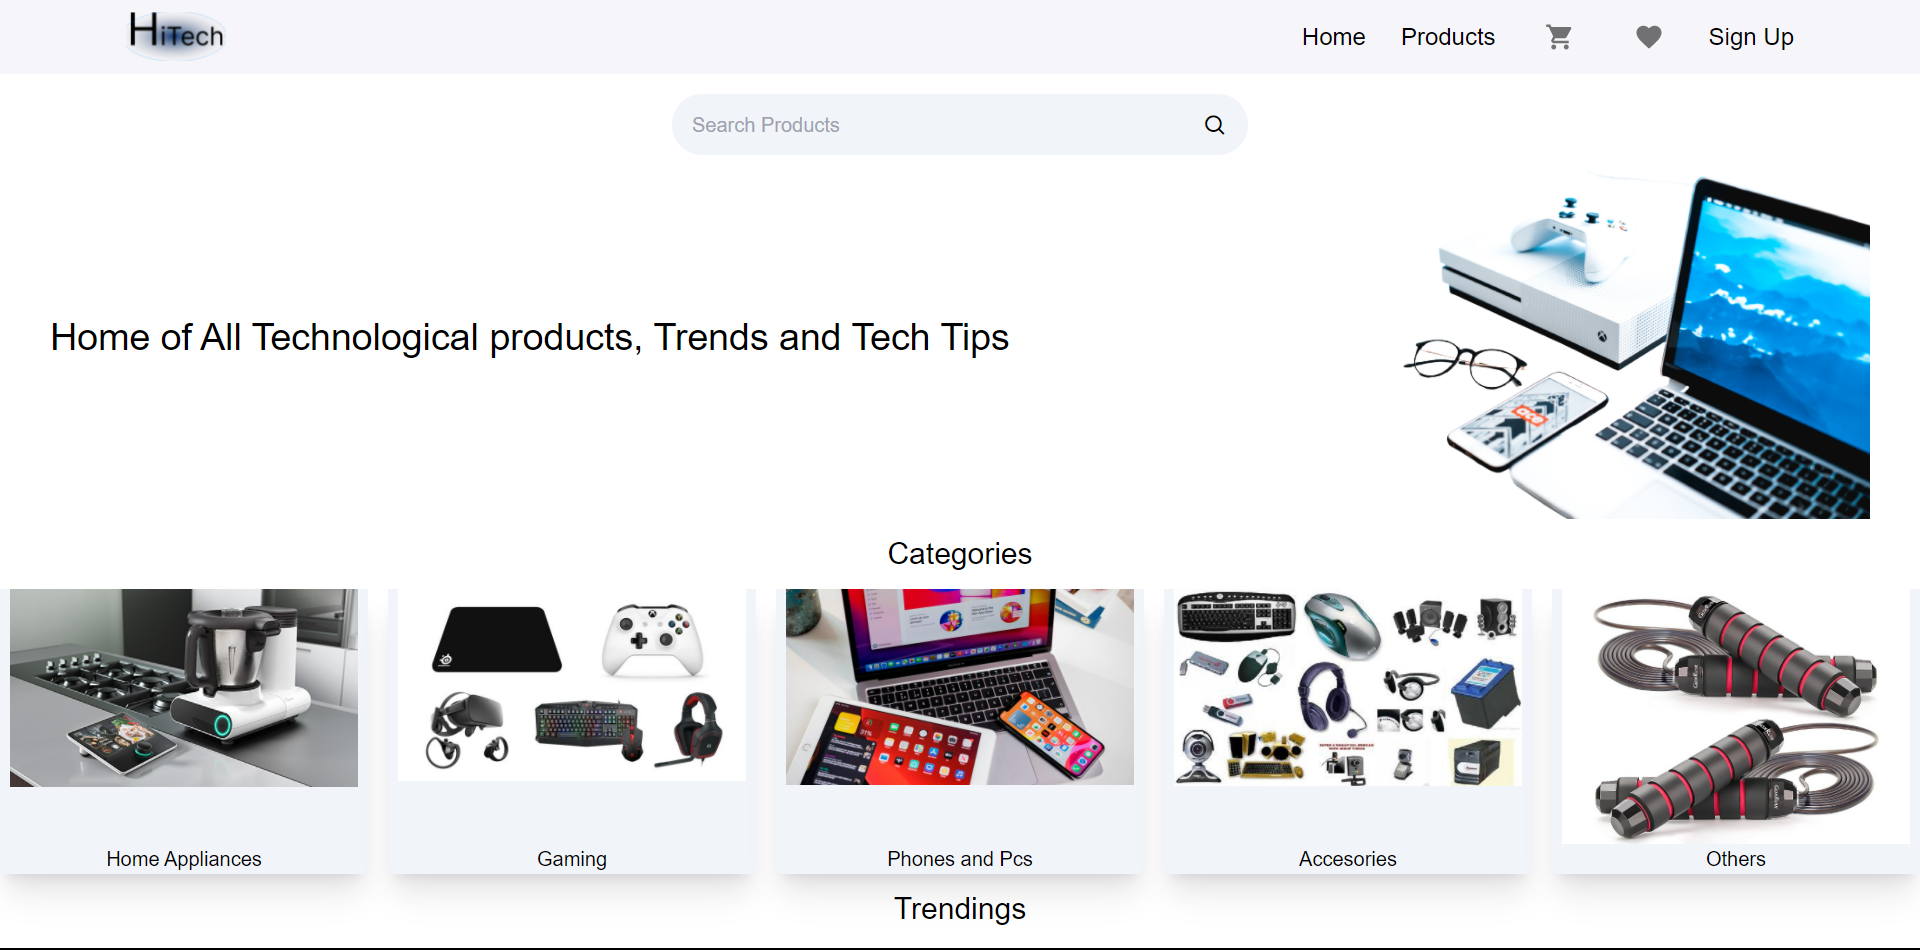 HiTech
Home
Products
Sign Up
Search Products
Home of All Technological products, Trends and Tech Tips
Categories
Home Appliances
Gaming
Phones and Pcs
Accesories
Others
Trendings